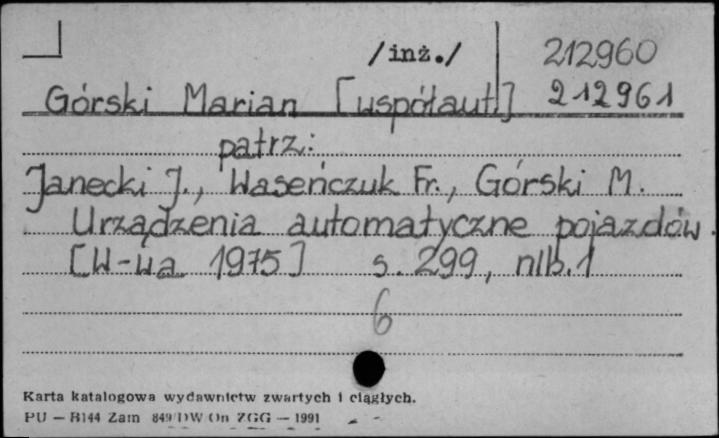 /inż./ 212960
Górski Marian [współaut.] 212961
patrz:
Janecki J., Waseńczuk Fr., Górski M.
Urządzenia automatyczne pojazdów.
[W-wa 1975] s. 299, nlb.1
6
Karta katalogowa wydawnictw zwartych i ciągłych.
PU — B144 Zam 849/DW/On ZGG — 1991